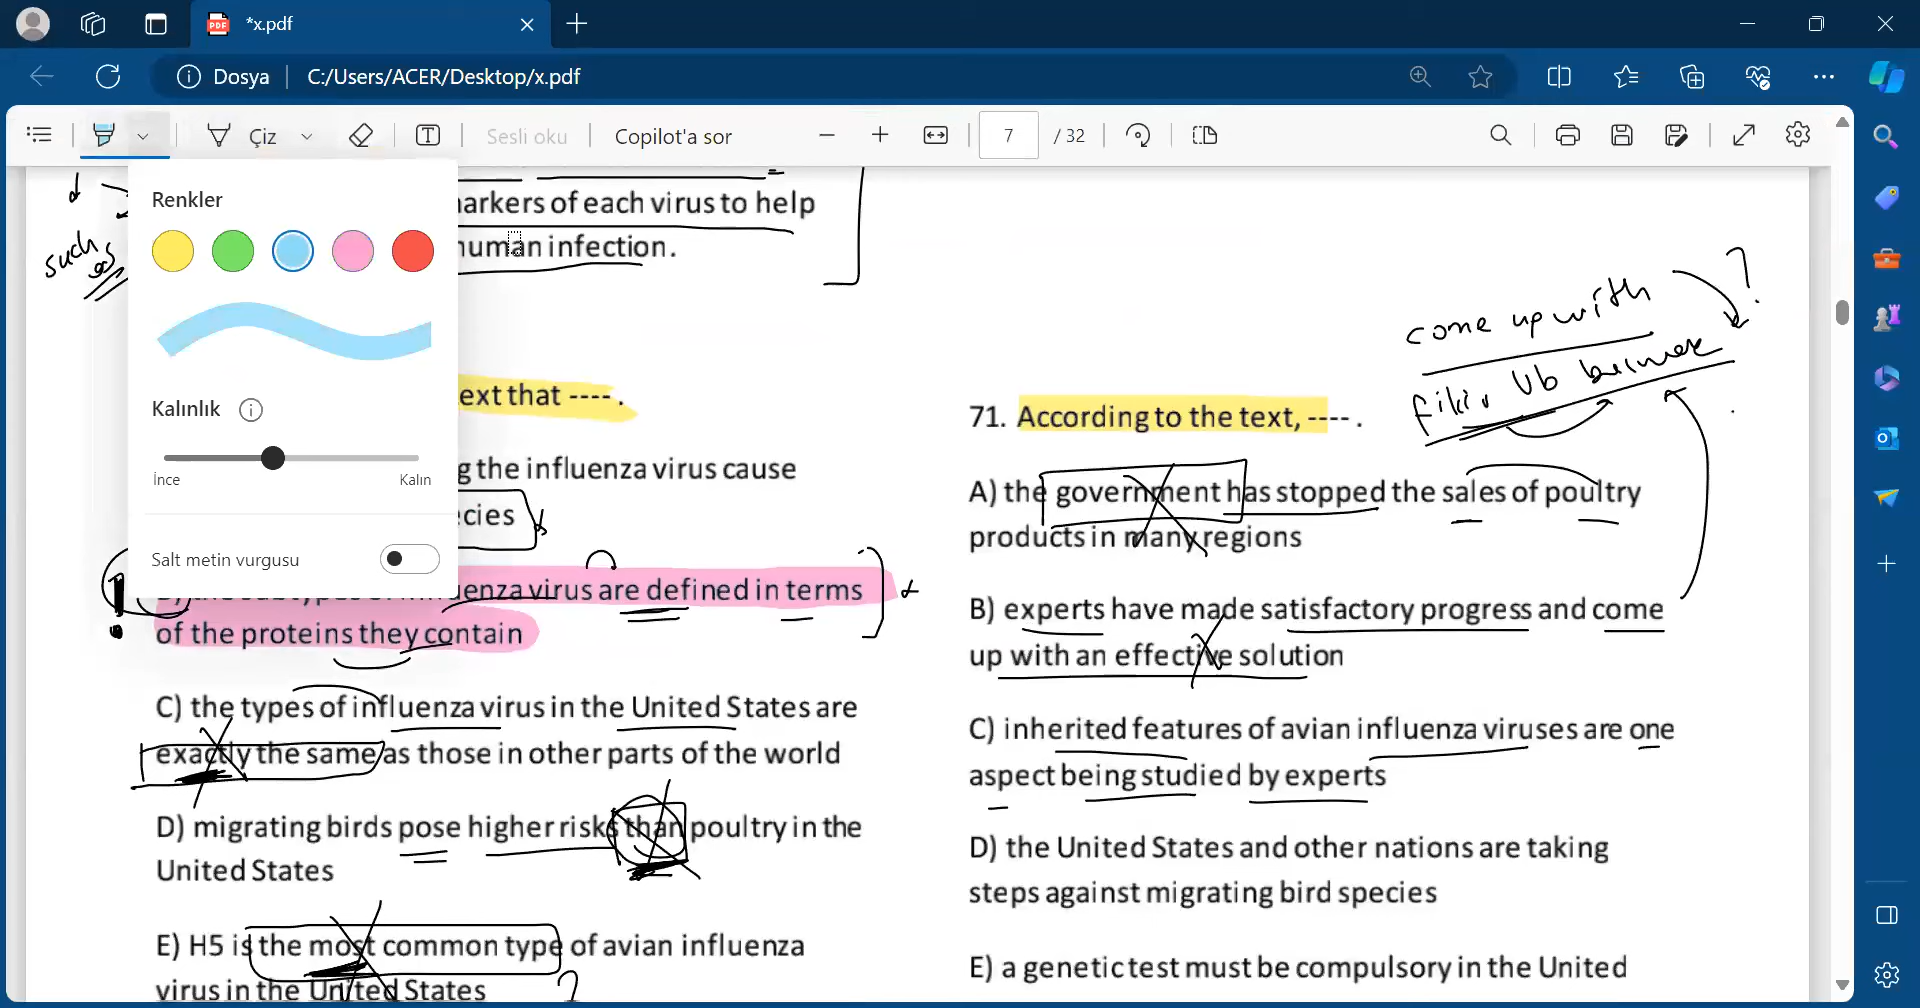 *x.pdf
Dosya
C:/Users/ACER/Desktop/x.pdf
Çiz
Sesli oku
Copilot'a sor
7
/ 32
Renkler
Kalınlık
İnce
Kalın
Salt metin vurgusu
such as
arkers of each virus to help
human infection.
ext that ---- .
g the influenza virus cause
cies
uenza virus are defined in terms
of the proteins they contain
C) the types of influenza virus in the United States are
exactly the same as those in other parts of the world
D) migrating birds pose higher risks than poultry in the
United States
E) H5 is the most common type of avian influenza
virus in the United States
?
come up with
?
fikir
71. According to the text, ---- .
A) the government has stopped the sales of poultry
products in many regions
B) experts have made satisfactory progress and come
up with an effective solution
C) inherited features of avian influenza viruses are one
aspect being studied by experts
D) the United States and other nations are taking
steps against migrating bird species
E) a genetic test must be compulsory in the United